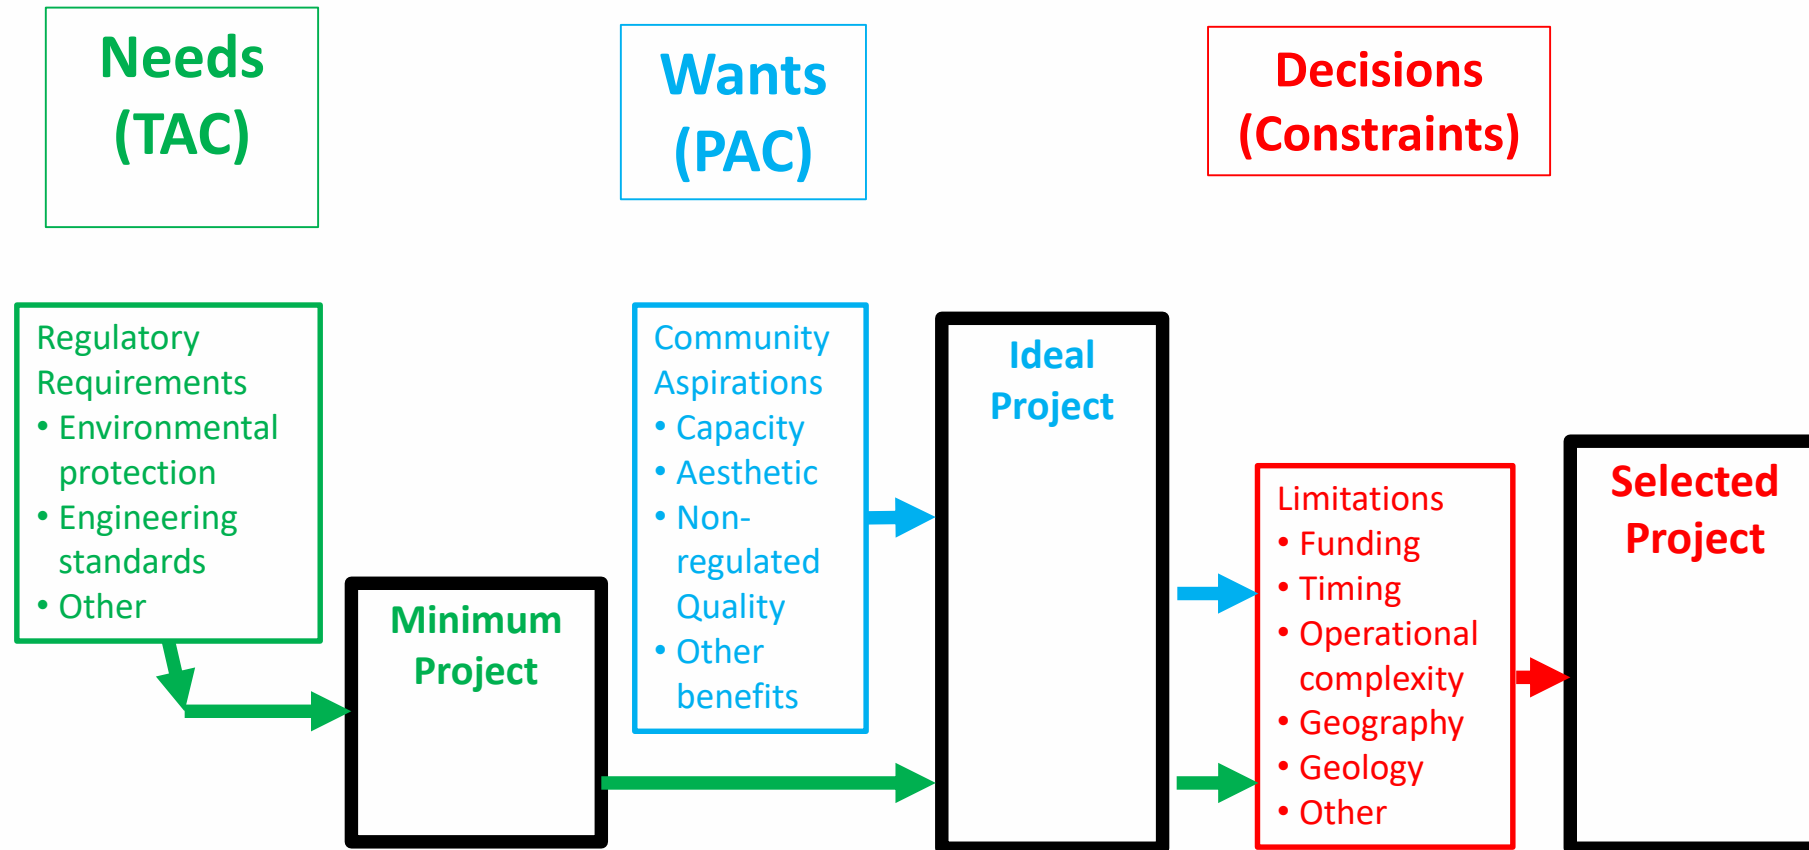 Needs
(TAC)
Wants
(PAC)
Decisions
(Constraints)
Regulatory
Requirements
• Environmental
protection
• Engineering
standards
• Other
Minimum
Project
Community
Aspirations
• Capacity
• Aesthetic
• Non-
regulated
Quality
• Other
benefits
Ideal
Project
Limitations
• Funding
• Timing
• Operational
complexity
• Geography
• Geology
• Other
Selected
Project